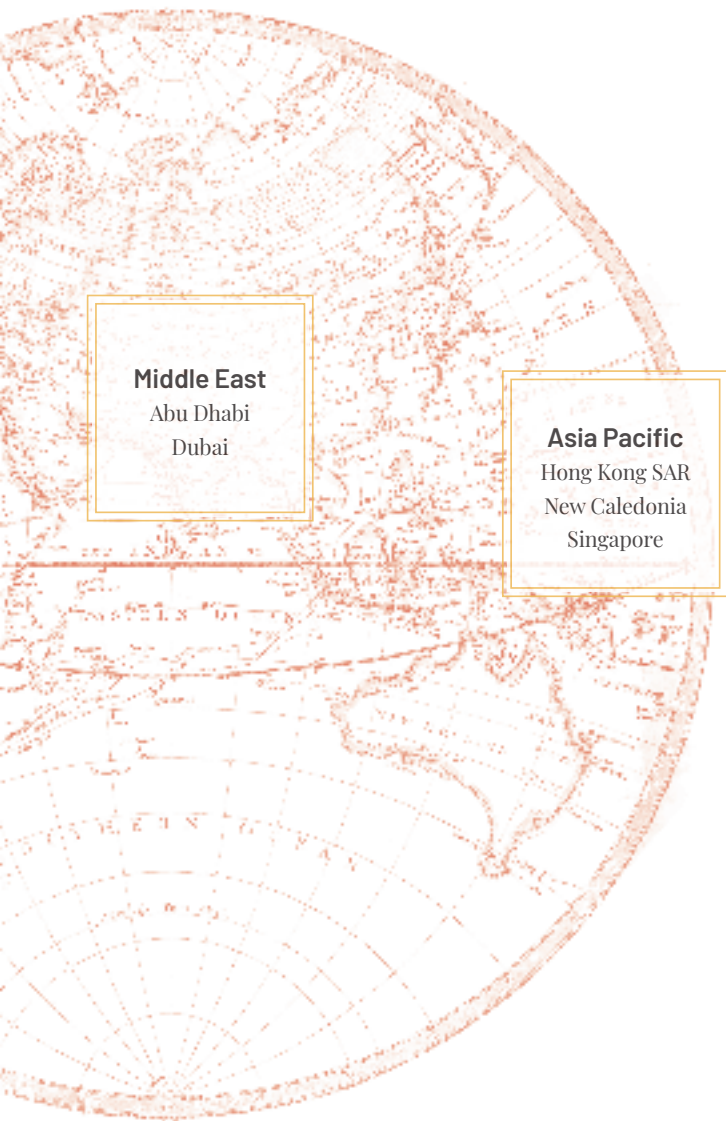 Middle East
Abu Dhabi
Dubai
Asia Pacific
Hong Kong SAR
New Caledonia
Singapore